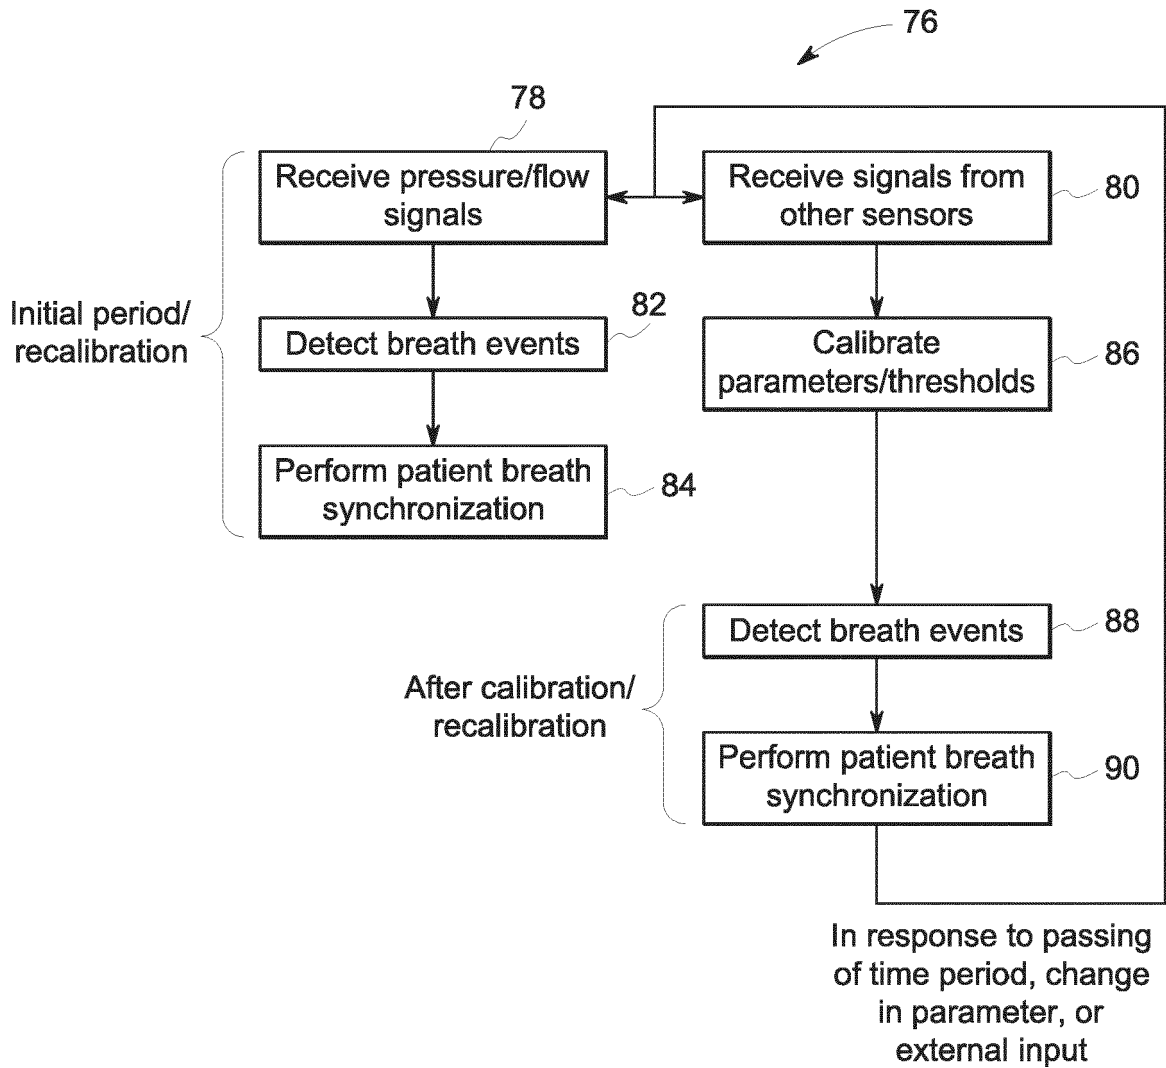 76
78
Receive pressure/flow
signals
Receive signals from
other sensors
80
Initial period/
recalibration
82
Detect breath events
Calibrate
parameters/thresholds
86
Perform patient breath
synchronization
84
Detect breath events
88
After calibration/
recalibration
Perform patient breath
synchronization
90
In response to passing
of time period, change
in parameter, or
external input